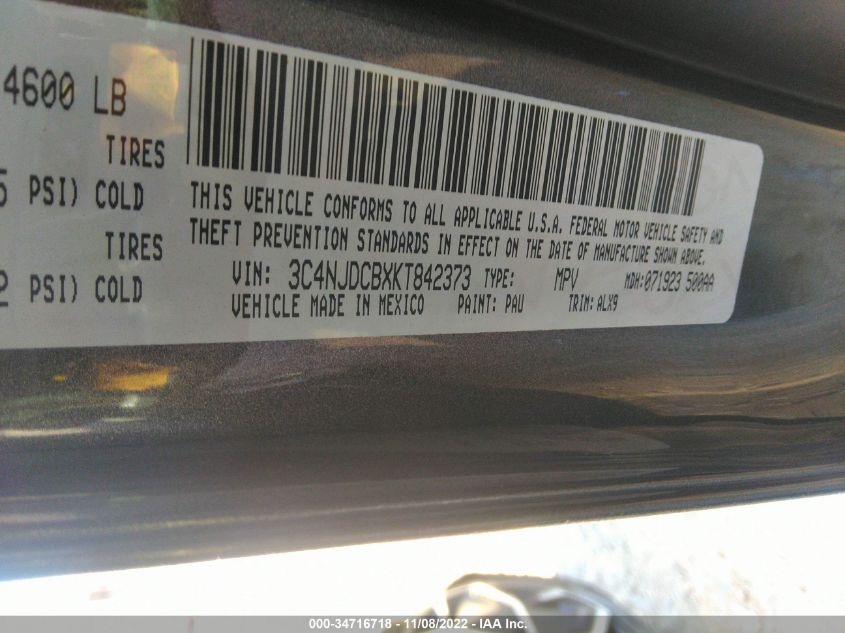 4600 LB
TIRES
PSI) COLD
TIRES
PSI) COLD
THIS VEHICLE CONFORMS TO ALL APPLICABLE U.S.A. FEDERAL MOTOR VEHICLE SAFETY AND
THEFT PREVENTION STANDARDS IN EFFECT ON THE DATE OF MANUFACTURE SHOWN ABOVE.
VIN: 3C4NJDCBXKT842373 TYPE: MPV MDH:071923 500AA
VEHICLE MADE IN MEXICO PAINT: PAU TRIM: ALX9
000-34716718 - 11/08/2022 - IAA Inc.